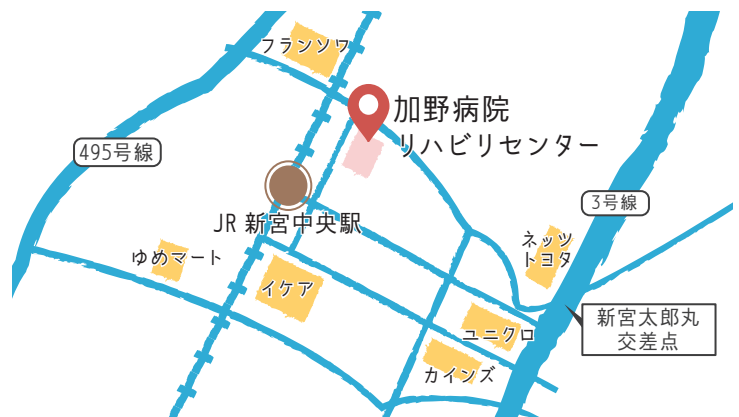 フランソワ
加野病院
リハビリセンター
495号線
3号線
JR 新宮中央駅
ネッツ
トヨタ
ゆめマート
イケア
新宮太郎丸
交差点
ユニクロ
カインズ